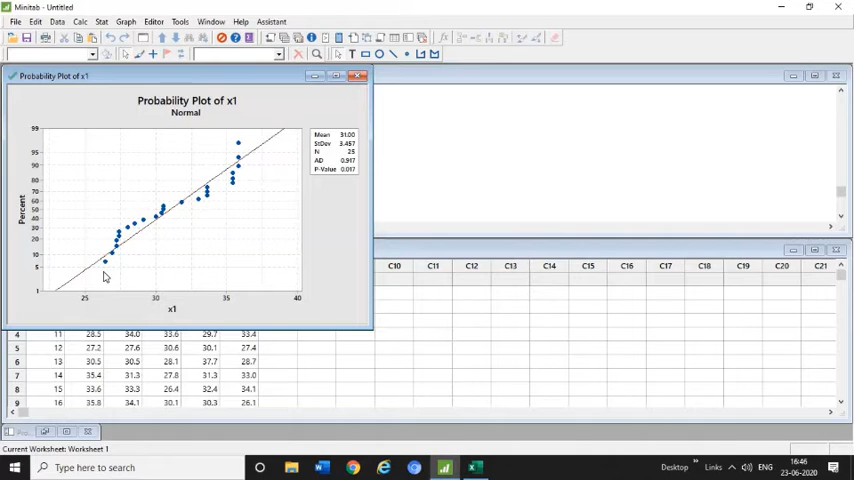 Minitab - Untitled
File Edit Data Calc Stat Graph Editor Tools Window Help Assistant
Probability Plot of x1
Probability Plot of x1
Normal
99
95
90
80
70
60
50
40
30
20
10
5
1
Percent
25 30 35 40
x1
Mean 31.00
StDev 3.457
N 25
AD 0.917
P-Value 0.017
C10 C11 C12 C13 C14 C15 C16 C17 C18 C19 C20 C21
4 11 28.5 34.0 33.6 29.7 33.4
5 12 27.2 27.6 30.6 30.1 27.4
6 13 30.5 30.5 28.1 37.7 28.7
7 14 35.4 31.3 27.8 31.3 33.0
8 15 33.6 33.3 26.4 32.4 34.1
9 16 35.8 34.1 30.1 30.3 26.1
Current Worksheet: Worksheet 1
Type here to search
Desktop Links ENG
16:46
23-06-2020